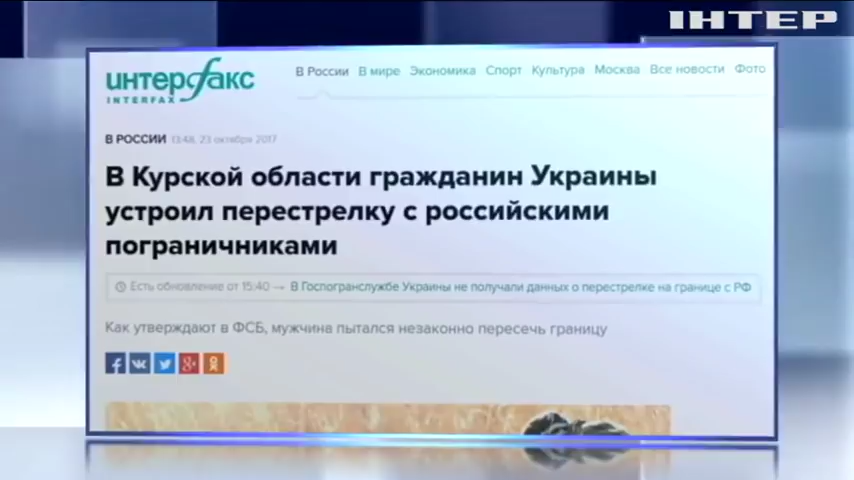 ІНТЕР
интерфакс
INTERFAX
В России В мире Экономика Спорт Культура Москва Все новости Фото
В РОССИИ 13:48, 23 октября 2017
В Курской области гражданин Украины
устроил перестрелку с российскими
пограничниками
Есть обновление от 15:40 → В Госпогранслужбе Украины не получали данных о перестрелке на границе с РФ
Как утверждают в ФСБ, мужчина пытался незаконно пересечь границу